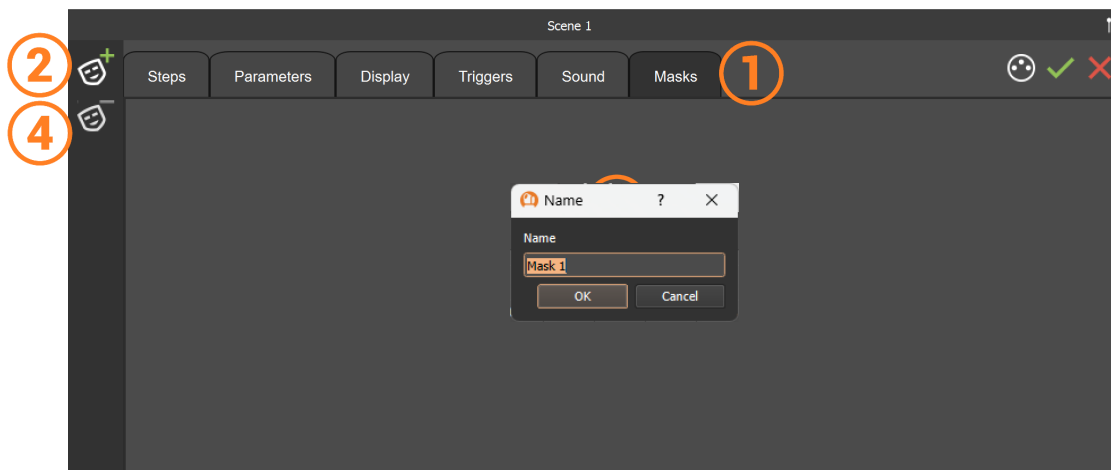 Scene 1
2
Steps
Parameters
Display
Triggers
Sound
Masks
1
4
Name
?
Name
Mask 1
OK
Cancel